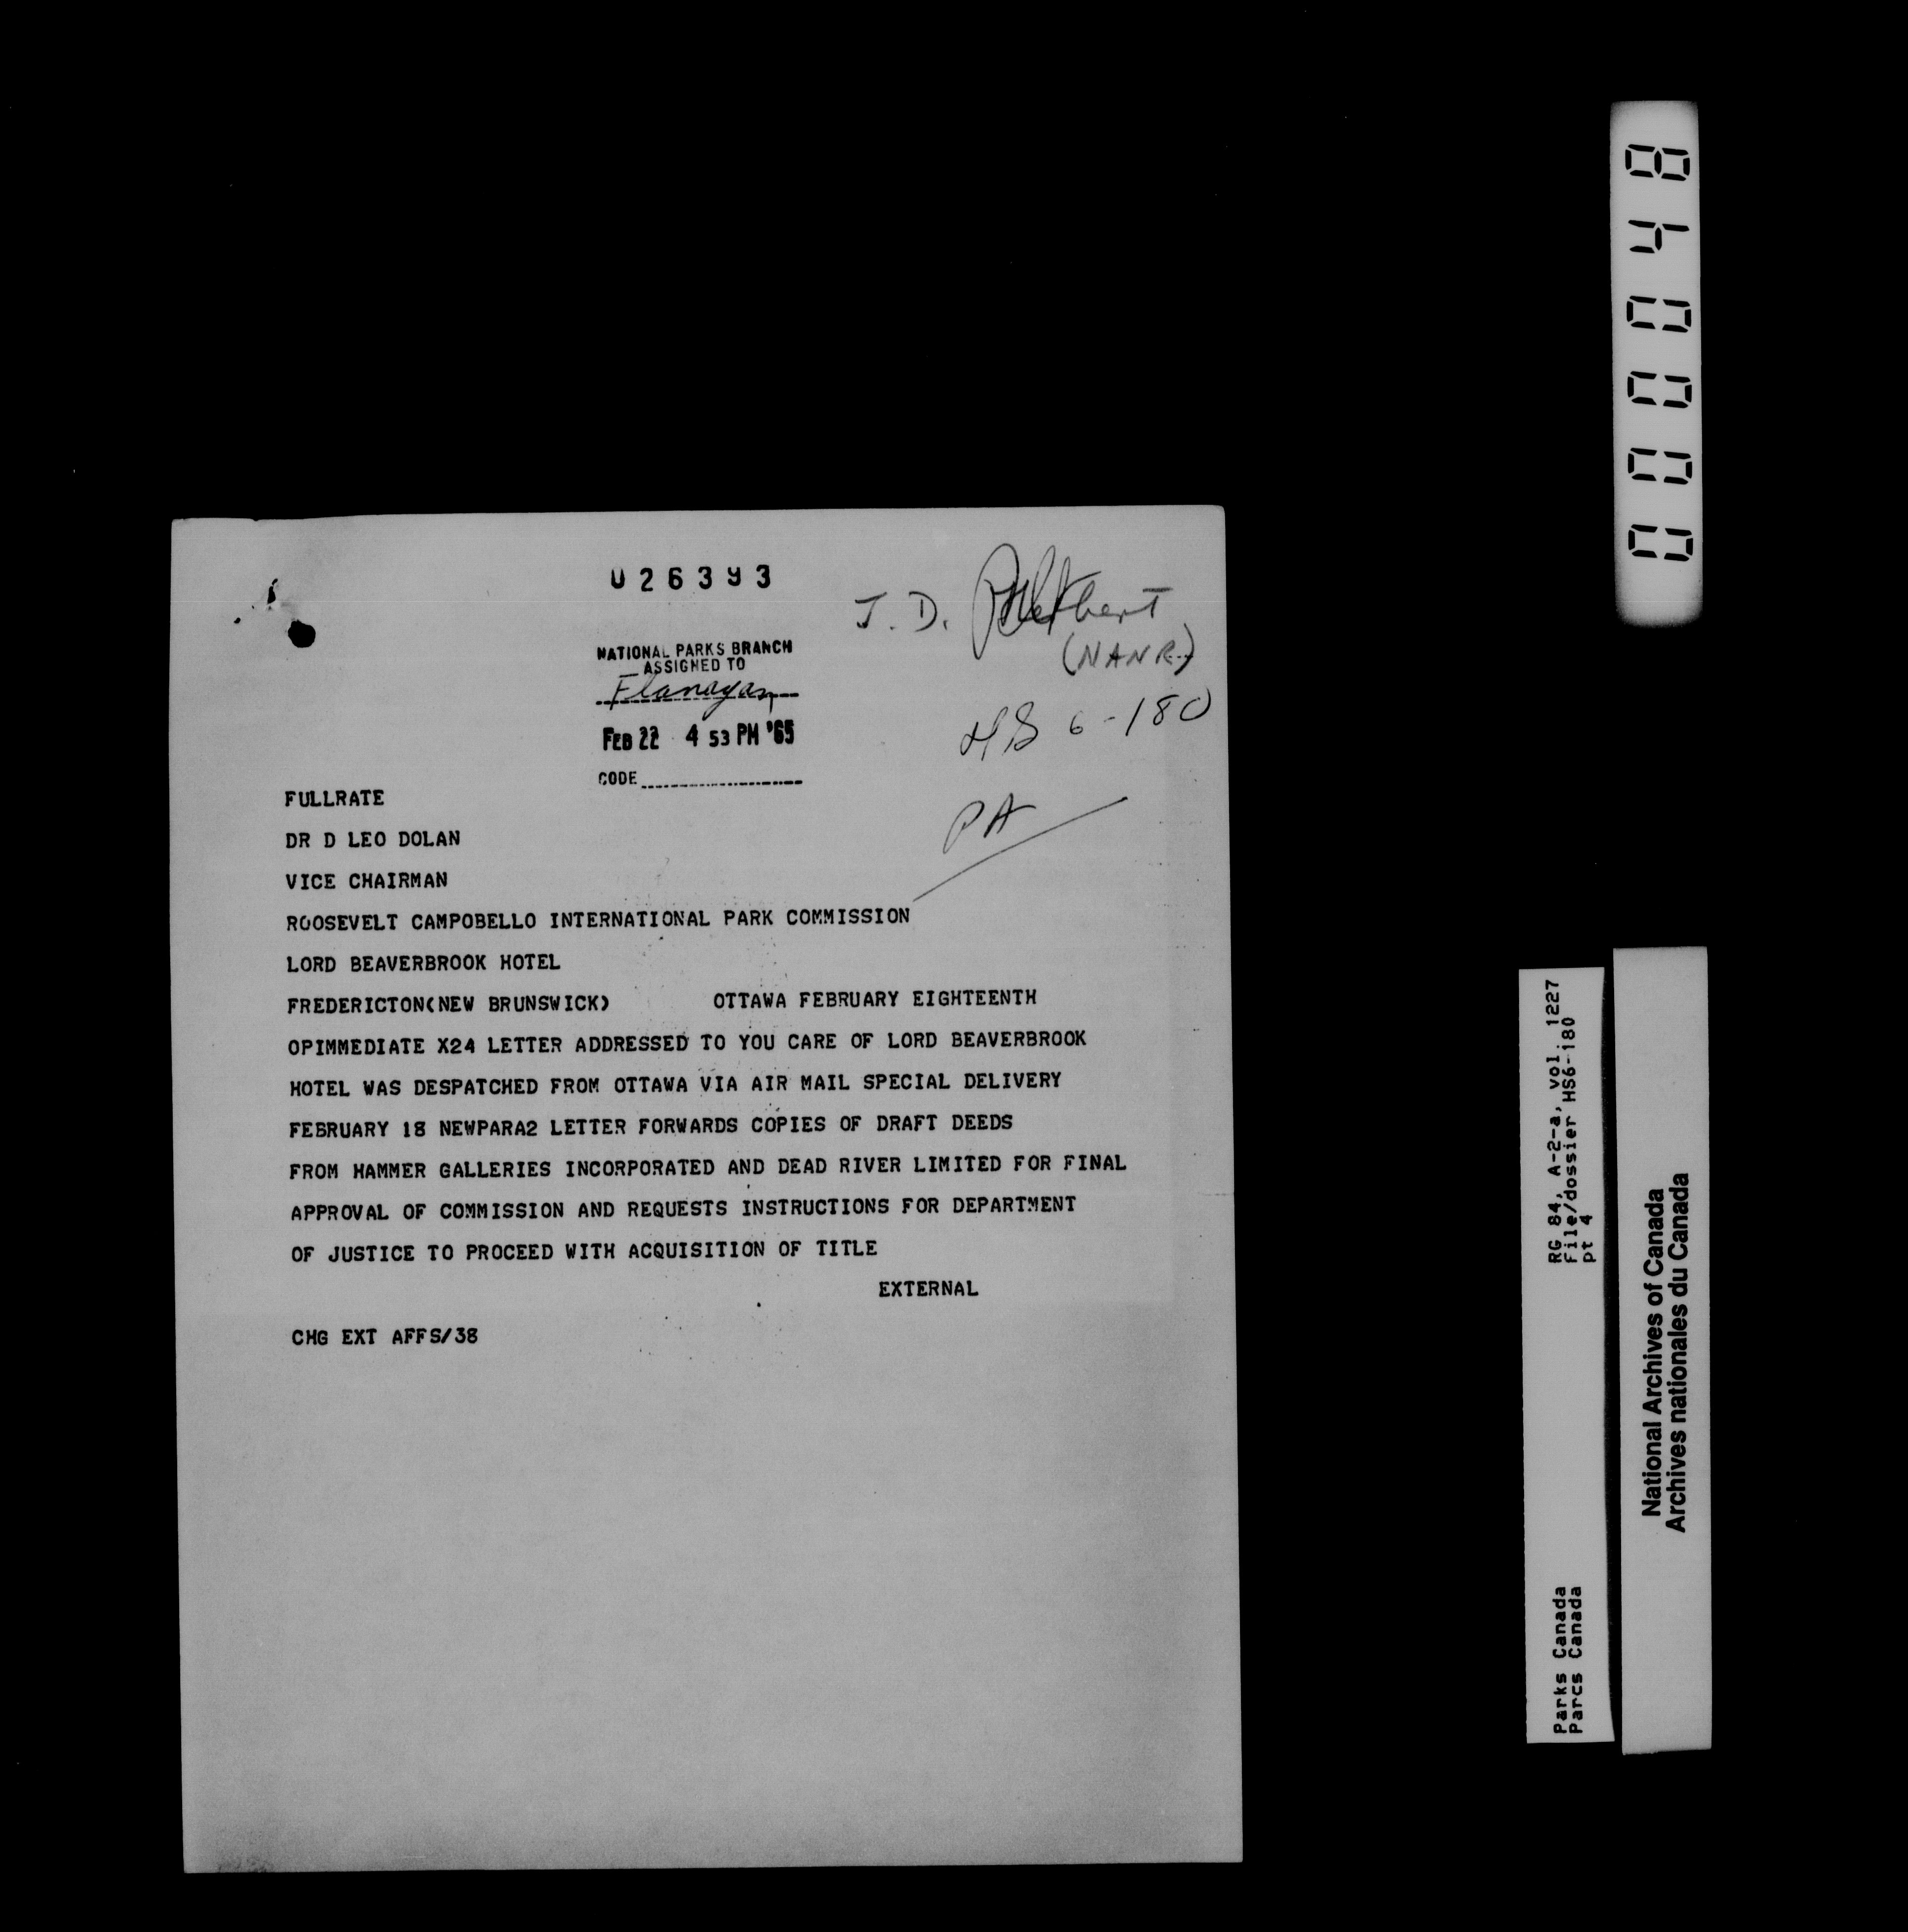 026393
J. D.
(NANR)
NATIONAL PARKS BRANCH
ASSIGNED TO
Flanagan
FEB 22 4 53 PM '65
HS 6-180
CODE
PA
FULLRATE
DR D LEO DOLAN
VICE CHAIRMAN
ROOSEVELT CAMPOBELLO INTERNATIONAL PARK COMMISSION
LORD BEAVERBROOK HOTEL
FREDERICTON(NEW BRUNSWICK) OTTAWA FEBRUARY EIGHTEENTH
OPIMMEDIATE X24 LETTER ADDRESSED TO YOU CARE OF LORD BEAVERBROOK
HOTEL WAS DESPATCHED FROM OTTAWA VIA AIR MAIL SPECIAL DELIVERY
FEBRUARY 18 NEWPARA2 LETTER FORWARDS COPIES OF DRAFT DEEDS
FROM HAMMER GALLERIES INCORPORATED AND DEAD RIVER LIMITED FOR FINAL
APPROVAL OF COMMISSION AND REQUESTS INSTRUCTIONS FOR DEPARTMENT
OF JUSTICE TO PROCEED WITH ACQUISITION OF TITLE
EXTERNAL
CHG EXT AFFS/38
000048
RG 84, A-2-a, vol. 1227
File/dossier HS6-180
pt 4
Parks Canada
Parcs Canada
National Archives of Canada
Archives nationales du Canada